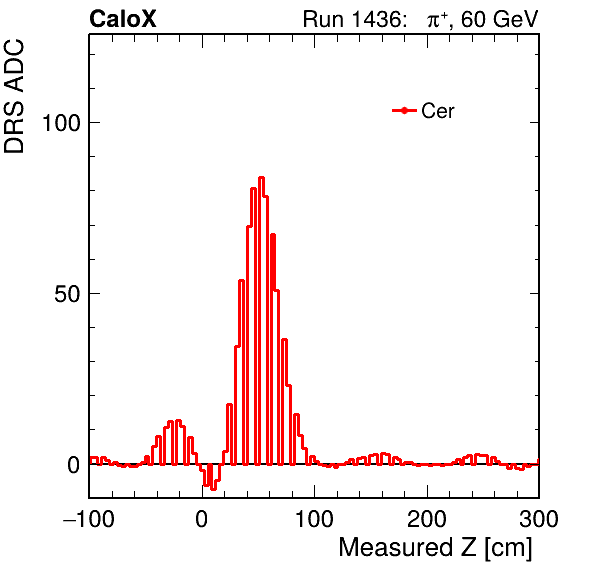 CaloX Run 1436: π⁺, 60 GeV
DRS ADC
Cer
100
50
0
−100 0 100 200 300
Measured Z [cm]